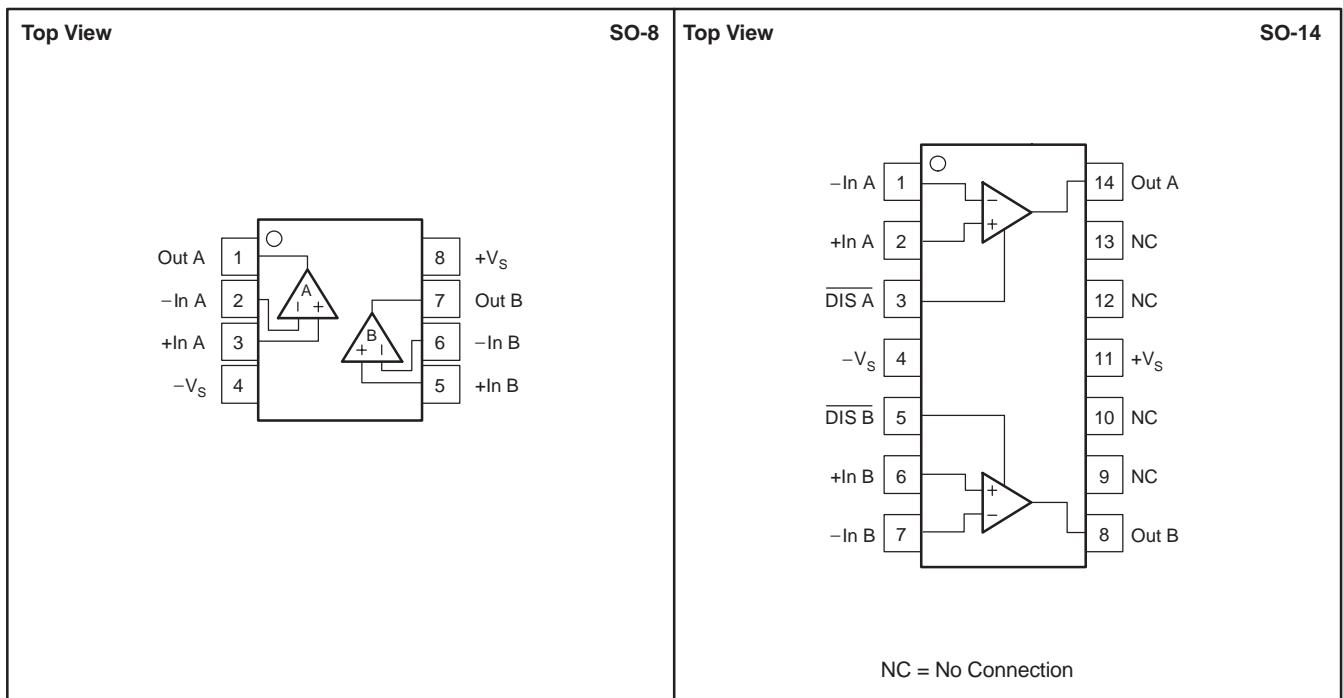 Top View SO-8
Out A 1
−In A 2
+In A 3
−VS 4
8 +VS
7 Out B
6 −In B
5 +In B
A
− +
B
+ −
Top View SO-14
−In A 1
+In A 2
DIS A 3
−VS 4
DIS B 5
+In B 6
−In B 7
14 Out A
13 NC
12 NC
11 +VS
10 NC
9 NC
8 Out B
−
+
+
−
NC = No Connection